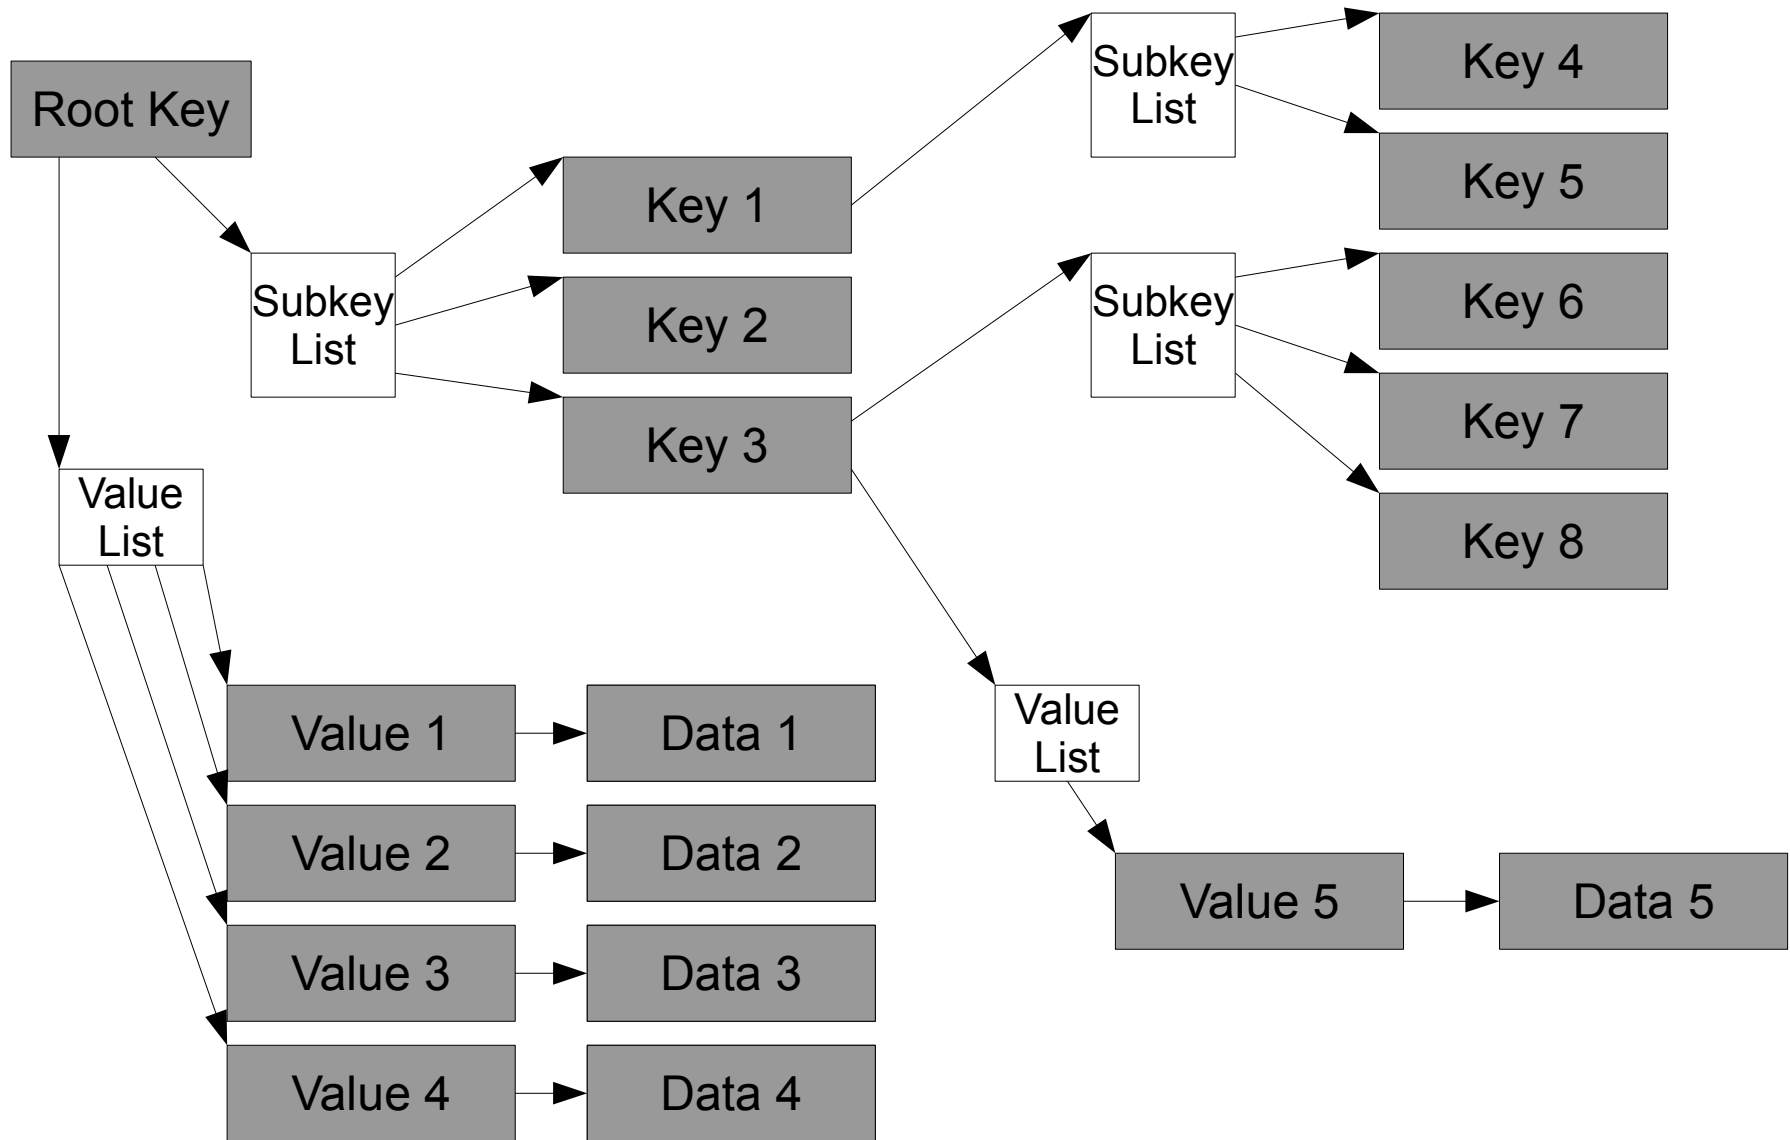 Root Key
Subkey
List
Key 1
Key 2
Key 3
Subkey
List
Key 4
Key 5
Subkey
List
Key 6
Key 7
Key 8
Value
List
Value 1
Data 1
Value 2
Data 2
Value 3
Data 3
Value 4
Data 4
Value
List
Value 5
Data 5